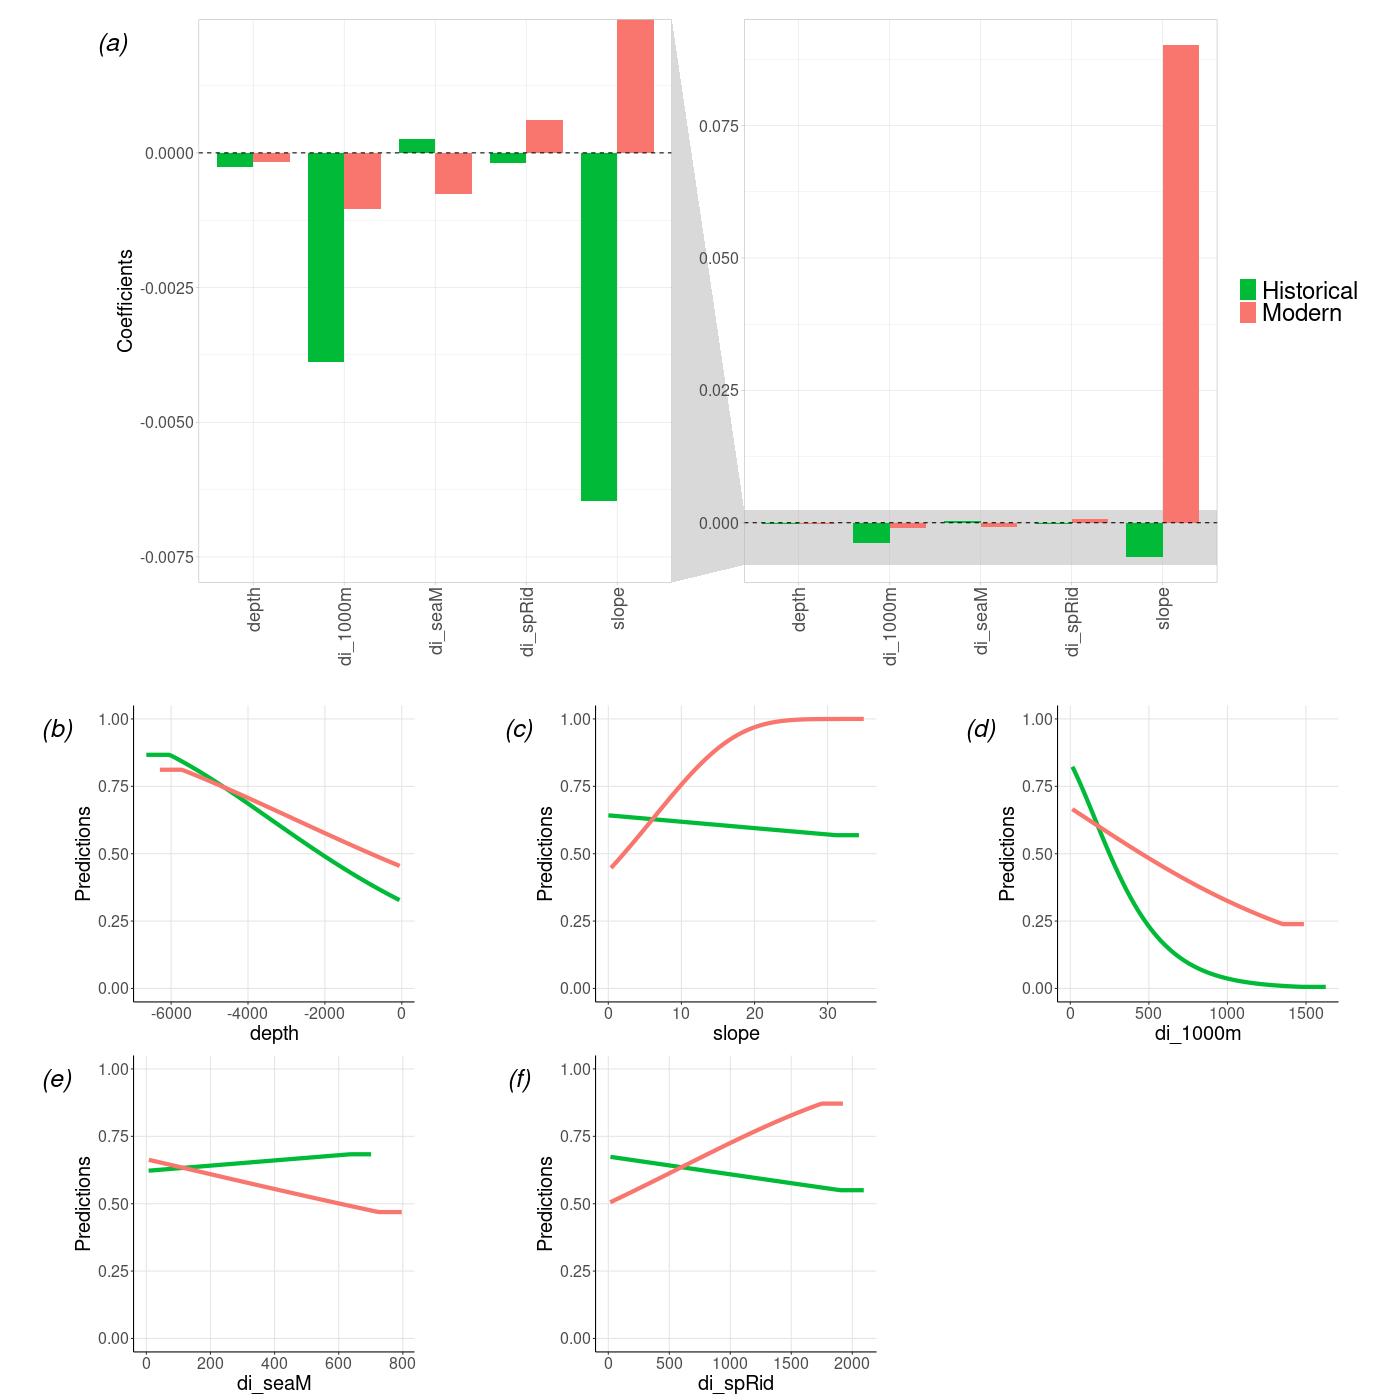 (a)
Coefficients
0.0000
-0.0025
-0.0050
-0.0075
depth
di_1000m
di_seaM
di_spRid
slope
0.075
0.050
0.025
0.000
depth
di_1000m
di_seaM
di_spRid
slope
Historical
Modern
(b)
Predictions
1.00
0.75
0.50
0.25
0.00
-6000 -4000 -2000 0
depth
(c)
Predictions
1.00
0.75
0.50
0.25
0.00
0 10 20 30
slope
(d)
Predictions
1.00
0.75
0.50
0.25
0.00
0 500 1000 1500
di_1000m
(e)
Predictions
1.00
0.75
0.50
0.25
0.00
0 200 400 600 800
di_seaM
(f)
Predictions
1.00
0.75
0.50
0.25
0.00
0 500 1000 1500 2000
di_spRid